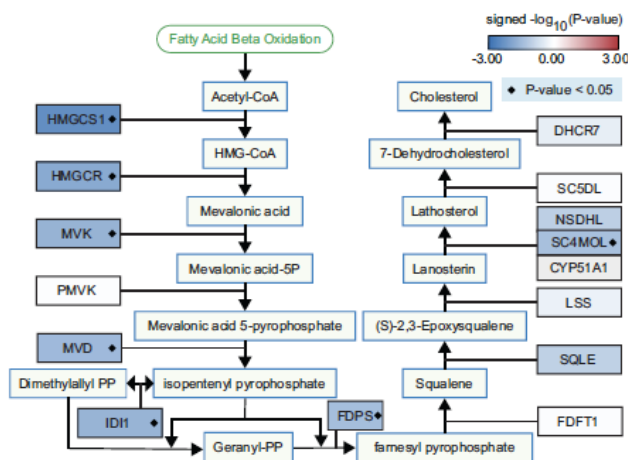 signed -log10(P-value)
-3.00 0.00 3.00
◆ P-value < 0.05
Fatty Acid Beta Oxidation
Acetyl-CoA
HMGCS1 ◆
HMG-CoA
HMGCR ◆
Mevalonic acid
MVK ◆
Mevalonic acid-5P
PMVK
Mevalonic acid 5-pyrophosphate
MVD ◆
Dimethylallyl PP
isopentenyl pyrophosphate
IDI1 ◆
Geranyl-PP
FDPS ◆
farnesyl pyrophosphate
Cholesterol
DHCR7
7-Dehydrocholesterol
SC5DL
Lathosterol
NSDHL
SC4MOL ◆
CYP51A1
Lanosterin
LSS
(S)-2,3-Epoxysqualene
SQLE
Squalene
FDFT1